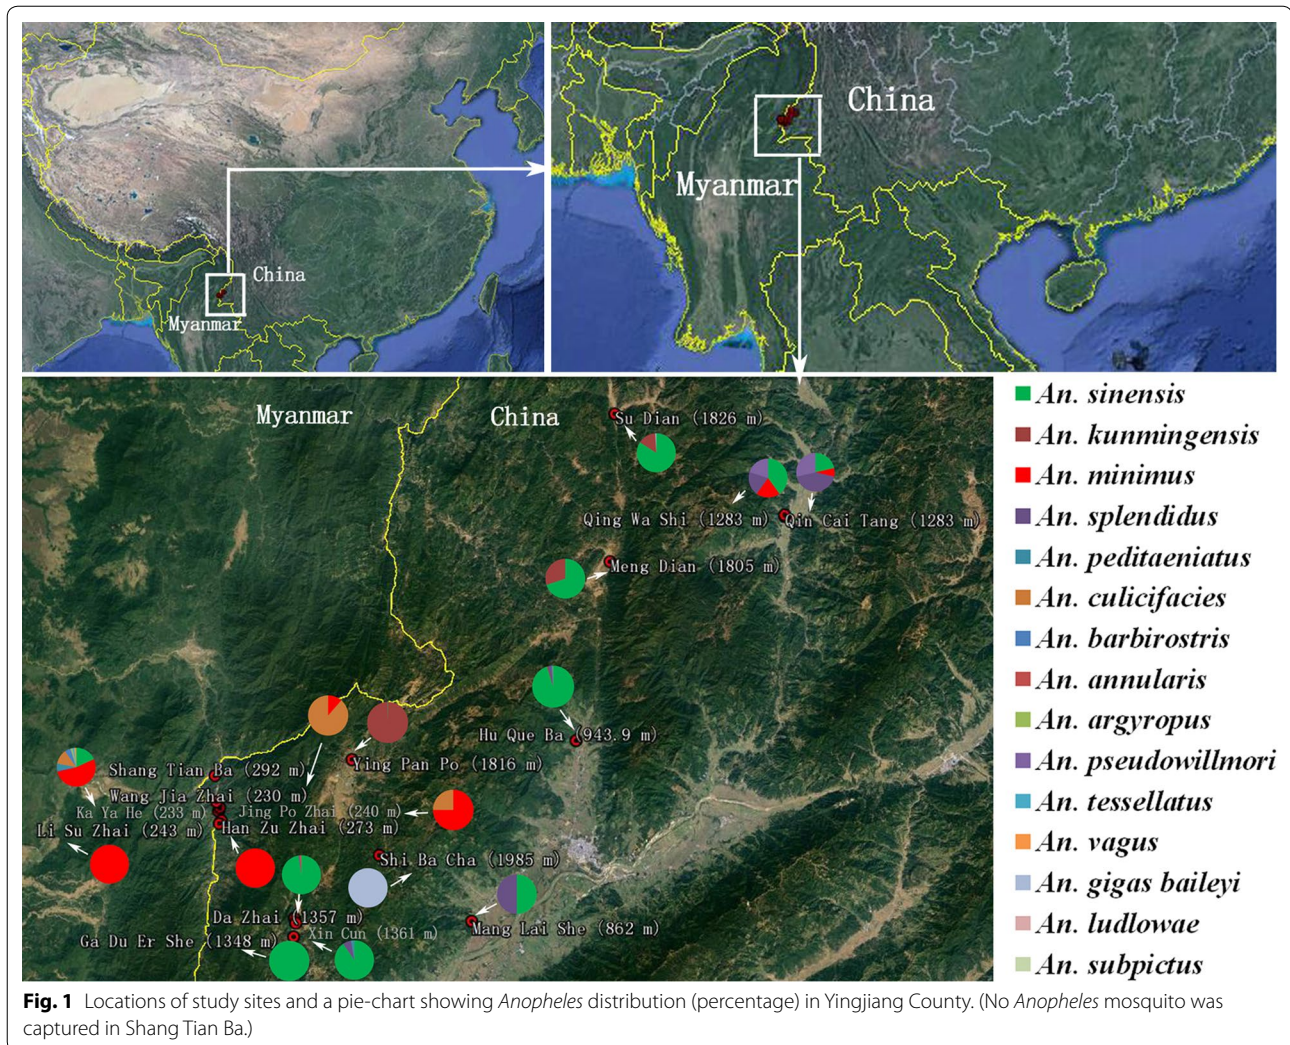 China
Myanmar
China
Myanmar
Myanmar
China
Su Dian (1826 m)
Qing Wa Shi (1283 m)
Qin Cai Tang (1283 m)
Meng Dian (1805 m)
Hu Que Ba (943.9 m)
Ying Pan Po (1816 m)
Shang Tian Ba (292 m)
Wang Jia Zhai (230 m)
Ka Ya He (233 m)
Jing Po Zhai (240 m)
Li Su Zhai (243 m)
Han Zu Zhai (273 m)
Shi Ba Cha (1985 m)
Da Zhai (1357 m)
Xin Cun (1361 m)
Ga Du Er She (1348 m)
Mang Lai She (862 m)
An. sinensis
An. kunmingensis
An. minimus
An. splendidus
An. peditaeniatus
An. culicifacies
An. barbirostris
An. annularis
An. argyropus
An. pseudowillmori
An. tessellatus
An. vagus
An. gigas baileyi
An. ludlowae
An. subpictus
Fig. 1 Locations of study sites and a pie-chart showing Anopheles distribution (percentage) in Yingjiang County. (No Anopheles mosquito was
captured in Shang Tian Ba.)